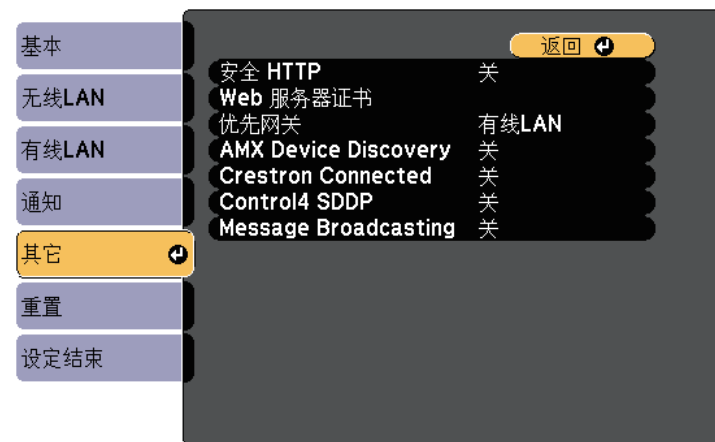 基本
无线LAN
有线LAN
通知
其它
重置
设定结束
返回
安全 HTTP 关
Web 服务器证书
优先网关 有线LAN
AMX Device Discovery 关
Crestron Connected 关
Control4 SDDP 关
Message Broadcasting 关